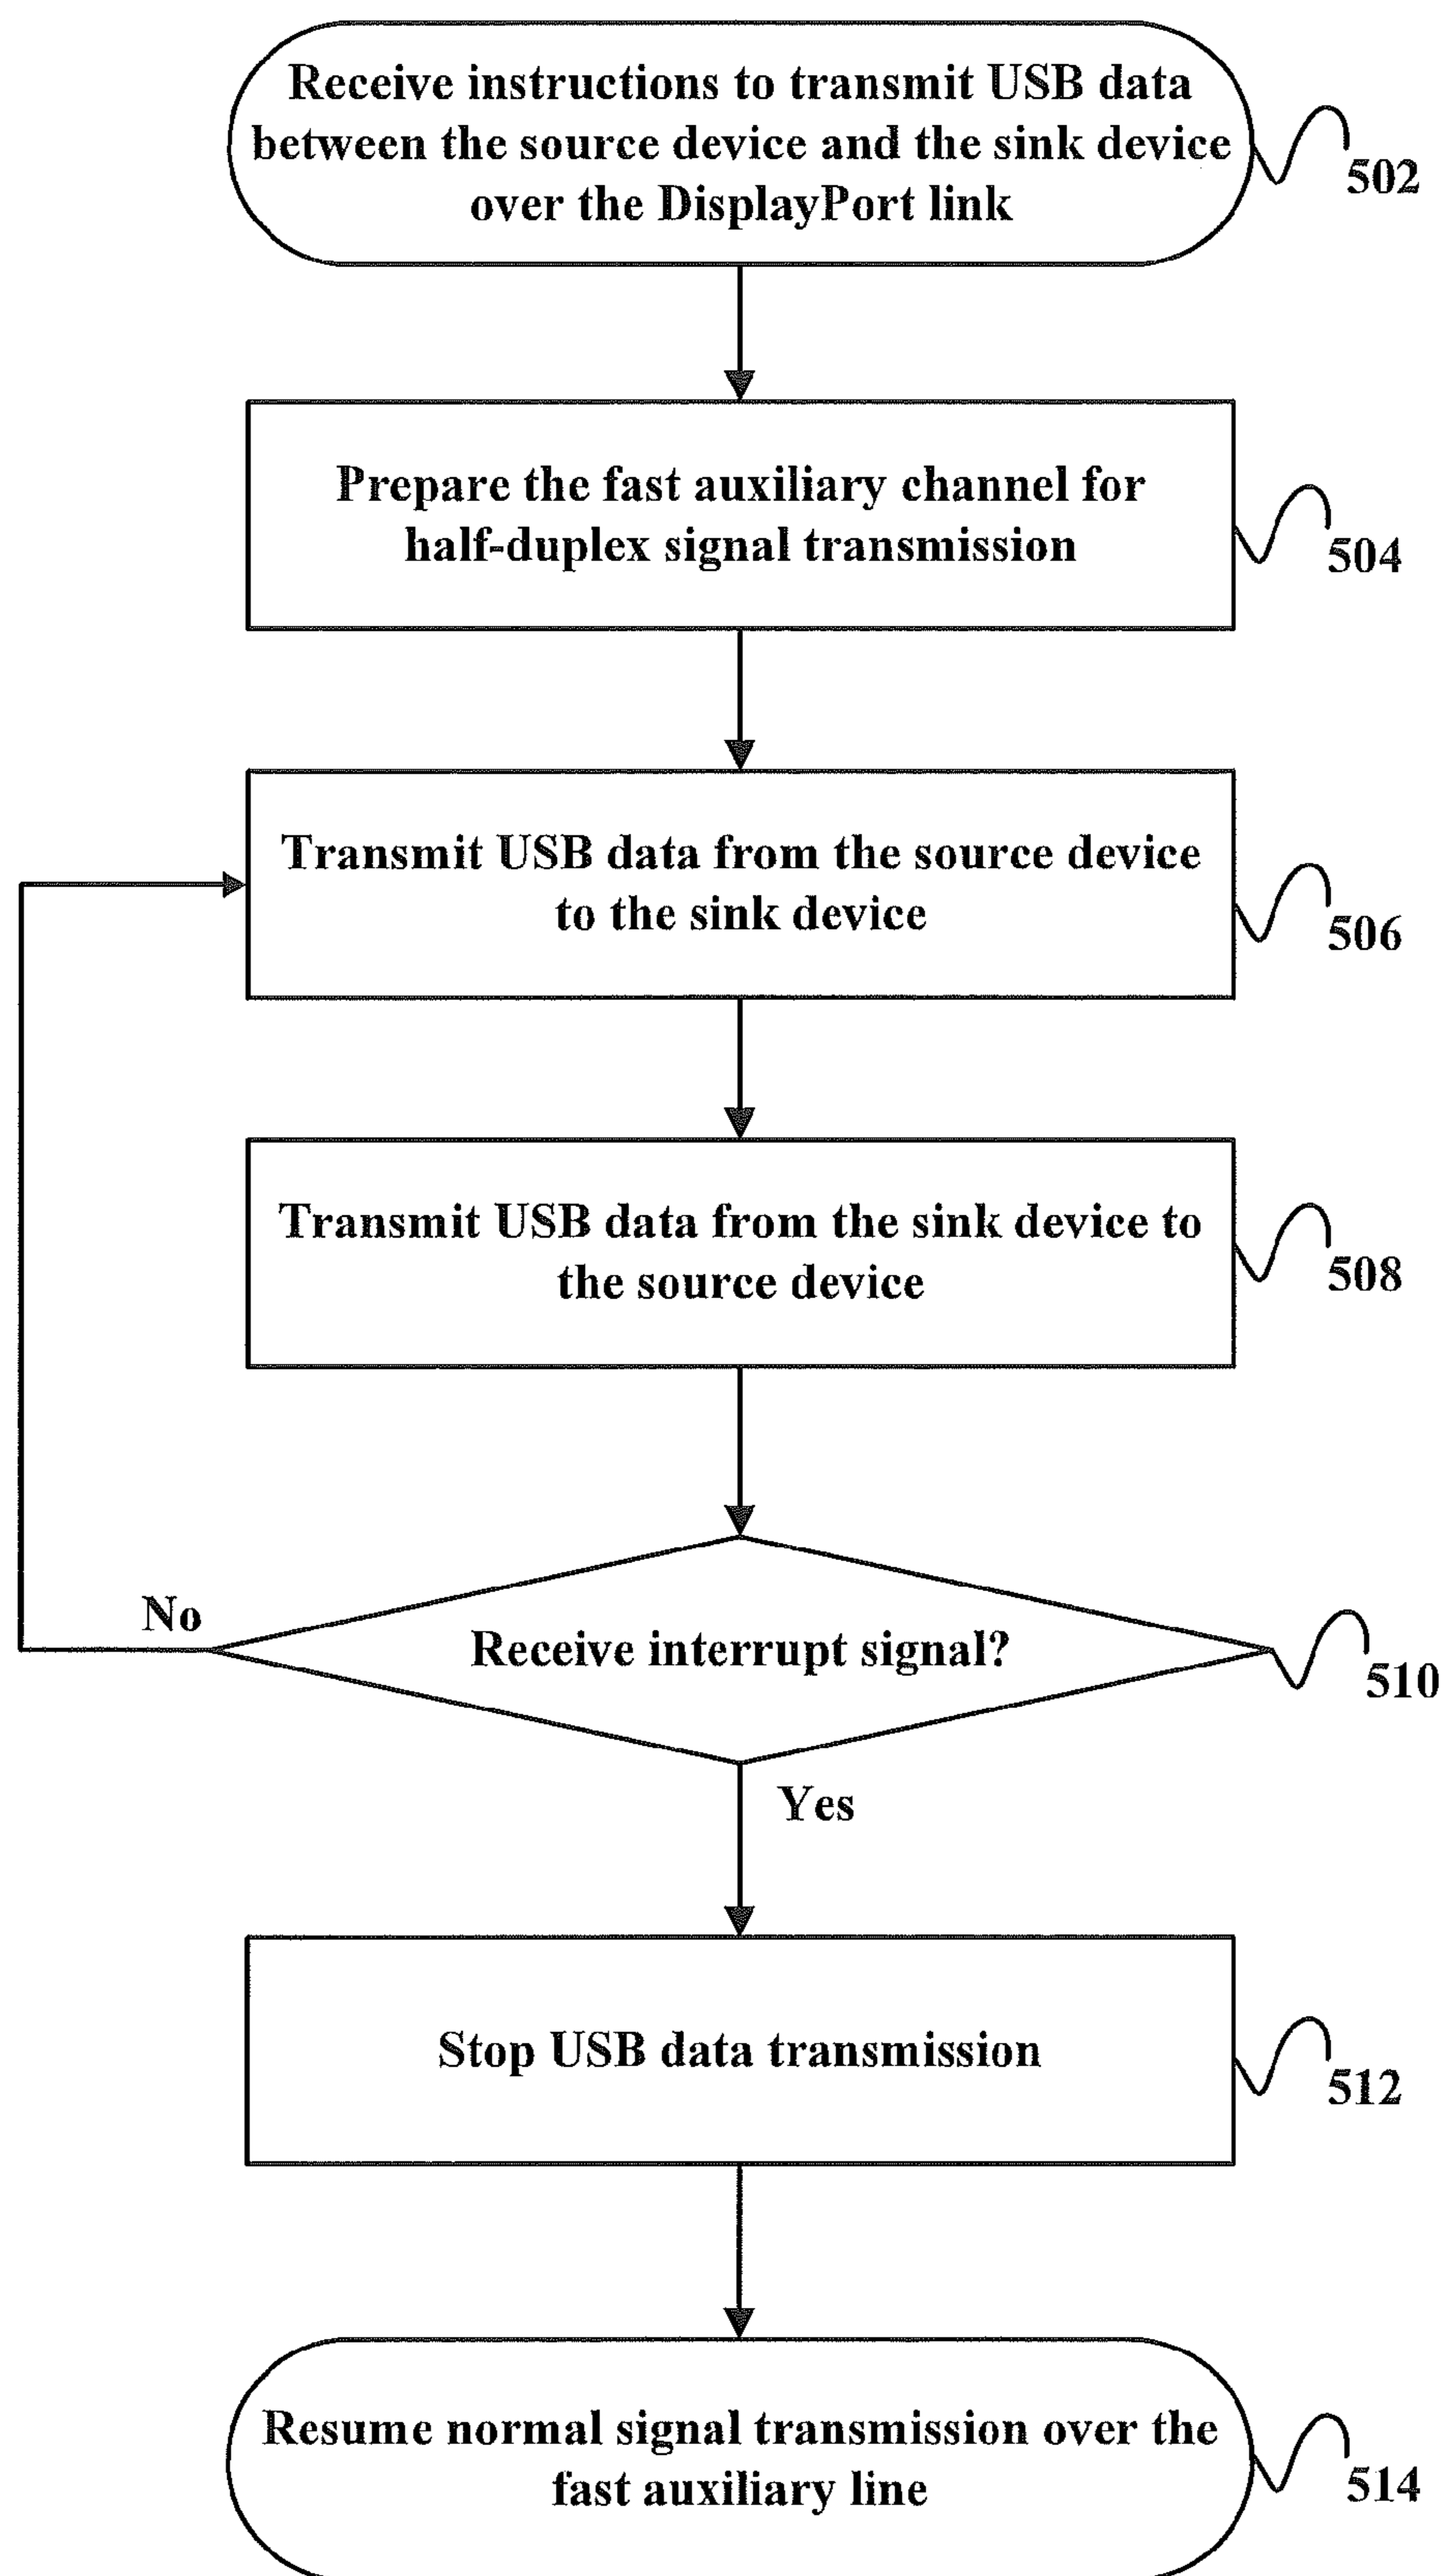 Receive instructions to transmit USB data
between the source device and the sink device
over the DisplayPort link
502
Prepare the fast auxiliary channel for
half-duplex signal transmission
504
Transmit USB data from the source device
to the sink device
506
Transmit USB data from the sink device to
the source device
508
No
Receive interrupt signal?
510
Yes
Stop USB data transmission
512
Resume normal signal transmission over the
fast auxiliary line
514